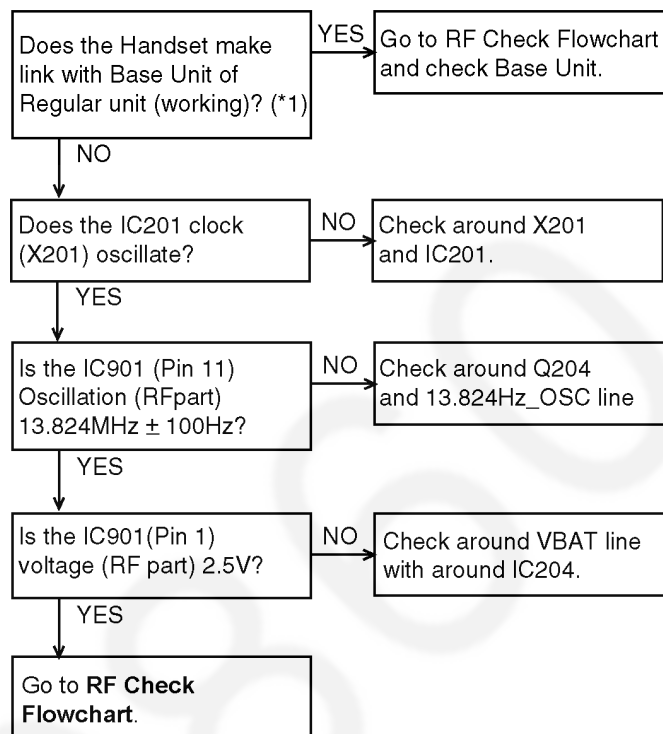 Does the Handset make
link with Base Unit of
Regular unit (working)? (*1)
YES
Go to RF Check Flowchart
and check Base Unit.
NO
Does the IC201 clock
(X201) oscillate?
NO
Check around X201
and IC201.
YES
Is the IC901 (Pin 11)
Oscillation (RFpart)
13.824MHz ± 100Hz?
NO
Check around Q204
and 13.824Hz_OSC line
YES
Is the IC901(Pin 1)
voltage (RF part) 2.5V?
NO
Check around VBAT line
with around IC204.
YES
Go to RF Check
Flowchart.